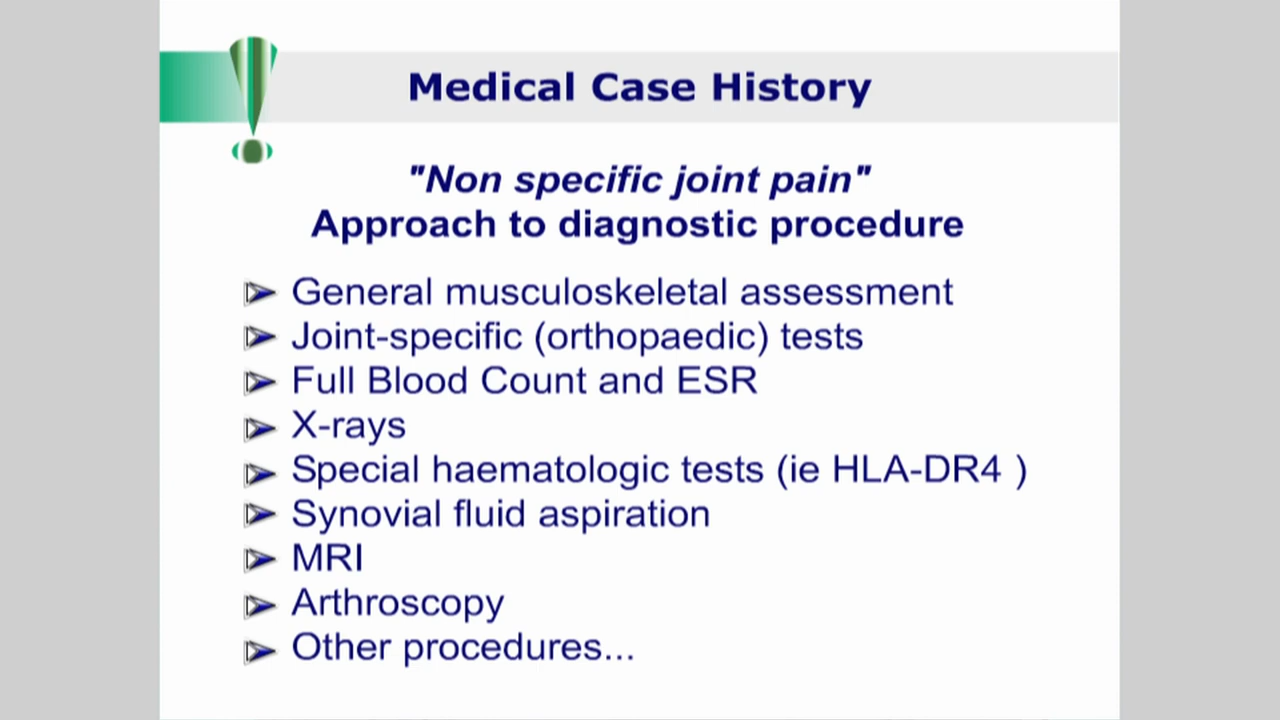 Medical Case History
"Non specific joint pain"
Approach to diagnostic procedure
General musculoskeletal assessment
Joint-specific (orthopaedic) tests
Full Blood Count and ESR
X-rays
Special haematologic tests (ie HLA-DR4 )
Synovial fluid aspiration
MRI
Arthroscopy
Other procedures...